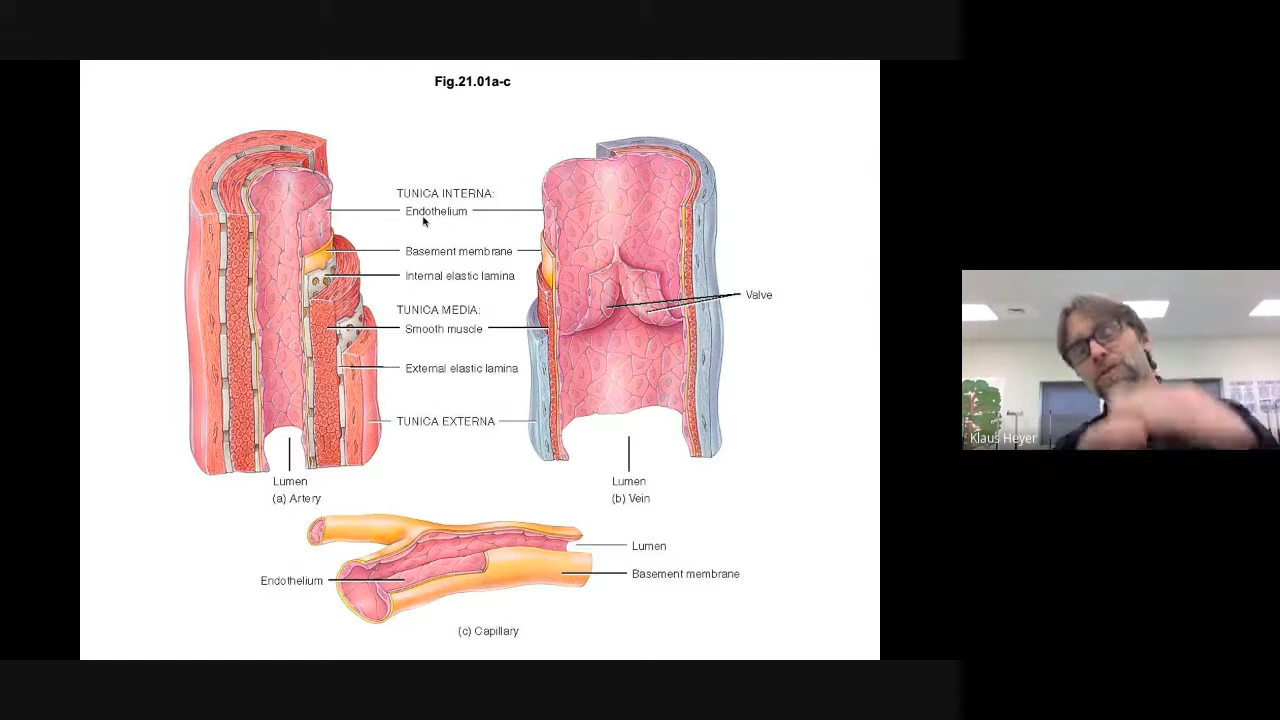 Fig.21.01a-c
TUNICA INTERNA:
Endothelium
Basement membrane
Internal elastic lamina
TUNICA MEDIA:
Smooth muscle
External elastic lamina
TUNICA EXTERNA
Valve
Lumen
(a) Artery
Lumen
(b) Vein
Lumen
Endothelium
Basement membrane
(c) Capillary
Klaus Heyer